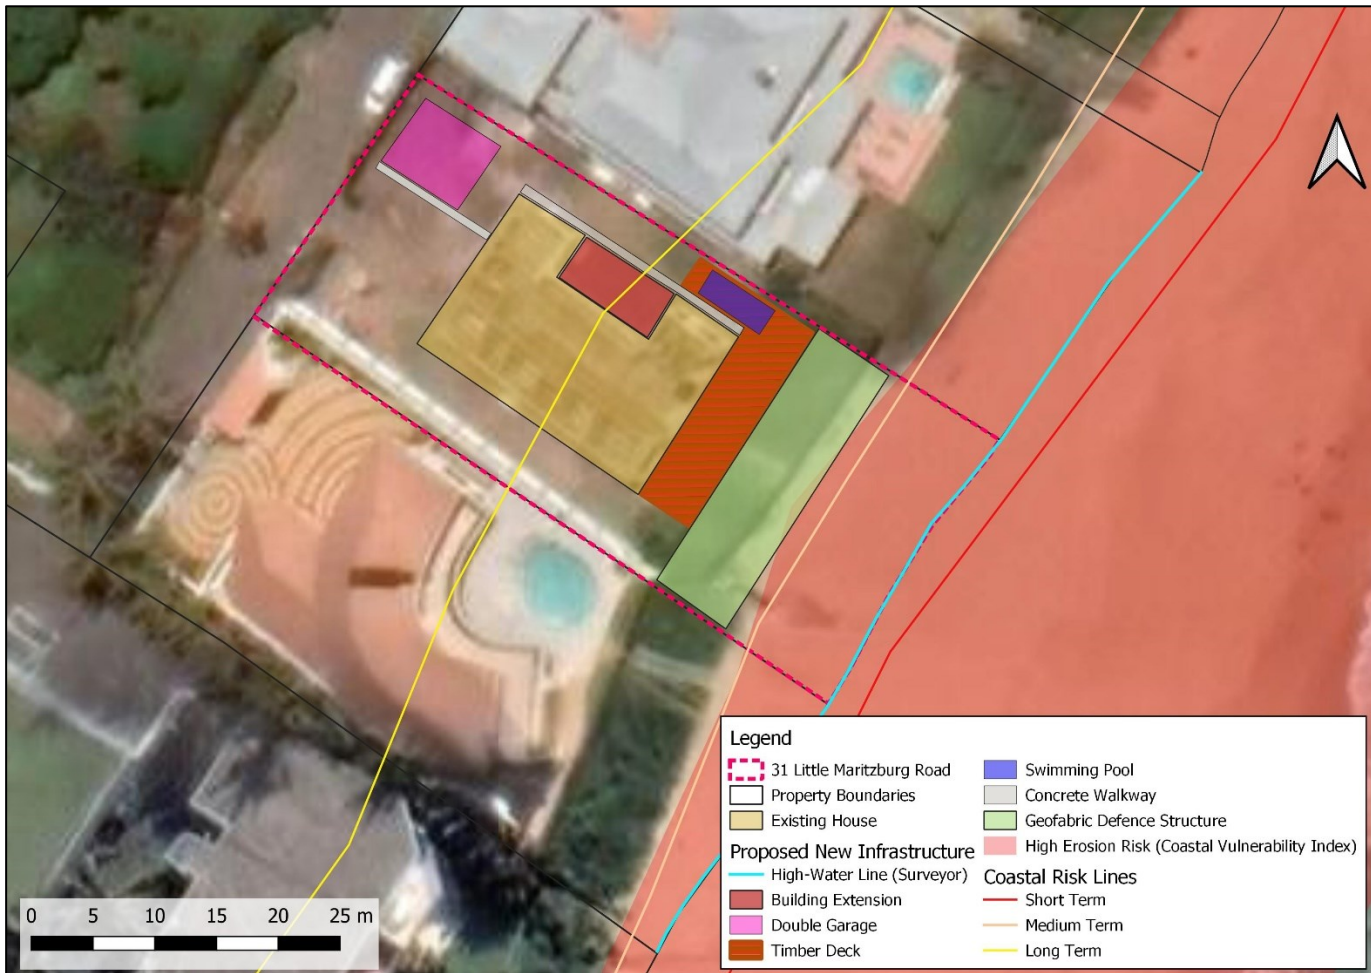 Legend
31 Little Maritzburg Road
Property Boundaries
Existing House
Proposed New Infrastructure
High-Water Line (Surveyor)
Building Extension
Double Garage
Timber Deck
Swimming Pool
Concrete Walkway
Geofabric Defence Structure
High Erosion Risk (Coastal Vulnerability Index)
Coastal Risk Lines
Short Term
Medium Term
Long Term
0 5 10 15 20 25 m